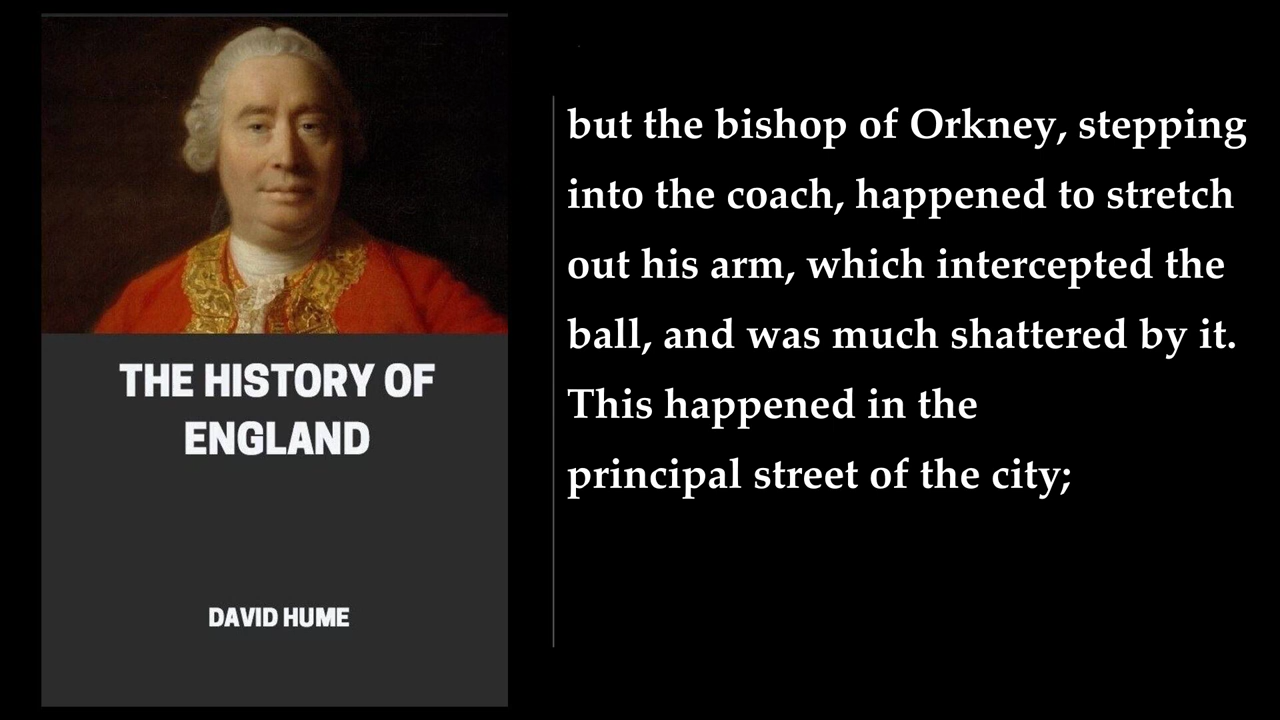 THE HISTORY OF
ENGLAND
DAVID HUME
but the bishop of Orkney, stepping
into the coach, happened to stretch
out his arm, which intercepted the
ball, and was much shattered by it.
This happened in the
principal street of the city;